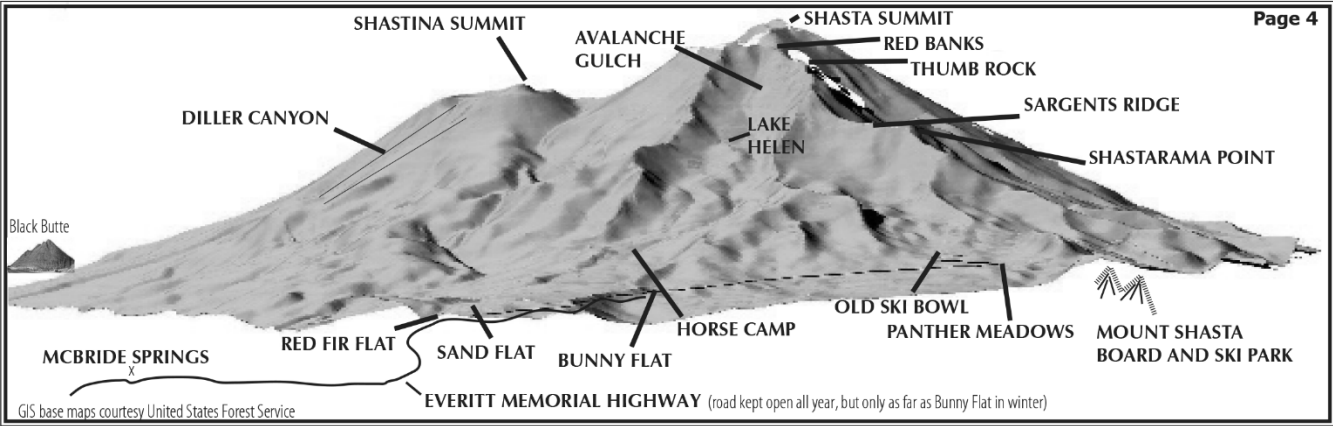 Page 4
SHASTINA SUMMIT
SHASTA SUMMIT
AVALANCHE
GULCH
RED BANKS
THUMB ROCK
DILLER CANYON
SARGENTS RIDGE
LAKE
HELEN
SHASTARAMA POINT
Black Butte
OLD SKI BOWL
HORSE CAMP
PANTHER MEADOWS
MOUNT SHASTA
BOARD AND SKI PARK
RED FIR FLAT
SAND FLAT
BUNNY FLAT
MCBRIDE SPRINGS
X
EVERITT MEMORIAL HIGHWAY (road kept open all year, but only as far as Bunny Flat in winter)
GIS base maps courtesy United States Forest Service